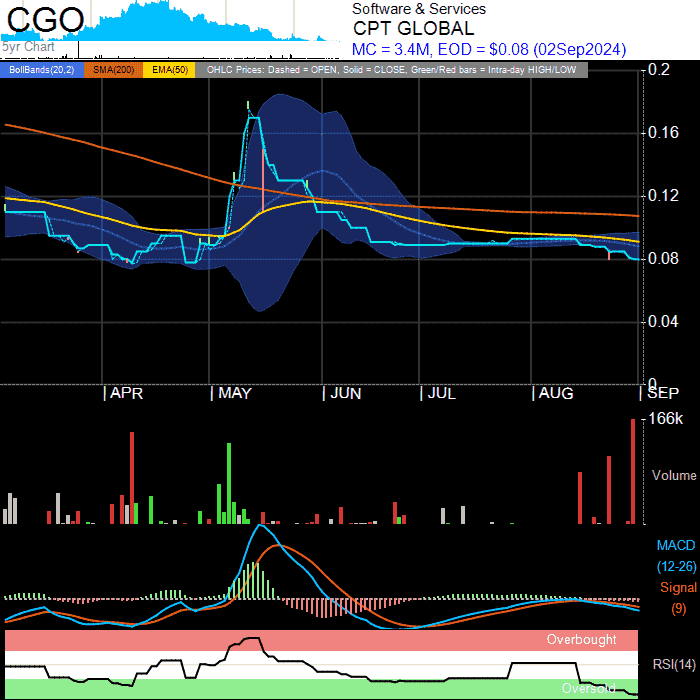 CGO
5yr Chart
Software & Services
CPT GLOBAL
MC = 3.4M, EOD = $0.08 (02Sep2024)
BollBands(20,2) SMA(200) EMA(50) OHLC Prices: Dashed = OPEN, Solid = CLOSE, Green/Red bars = Intra-day HIGH/LOW
0.2
0.16
0.12
0.08
0.04
0
APR MAY JUN JUL AUG SEP
166k
Volume
MACD
(12-26)
Signal
(9)
Overbought
RSI(14)
Oversold